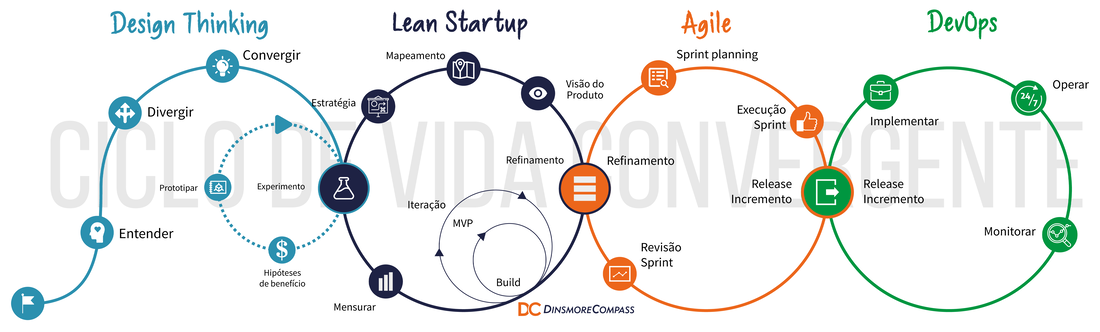 Design Thinking
Lean Startup
Agile
DevOps
CICLO DE VIDA CONVERGENTE
Convergir
Divergir
Entender
Prototipar
Experimento
$
Hipóteses
de benefício
Mapeamento
Estratégia
Visão do
Produto
Refinamento
Iteração
MVP
Build
Mensurar
DC DINSMORECOMPASS
Sprint planning
Execução
Sprint
Refinamento
Release
Incremento
Revisão
Sprint
Implementar
Operar
24/7
Release
Incremento
Monitorar